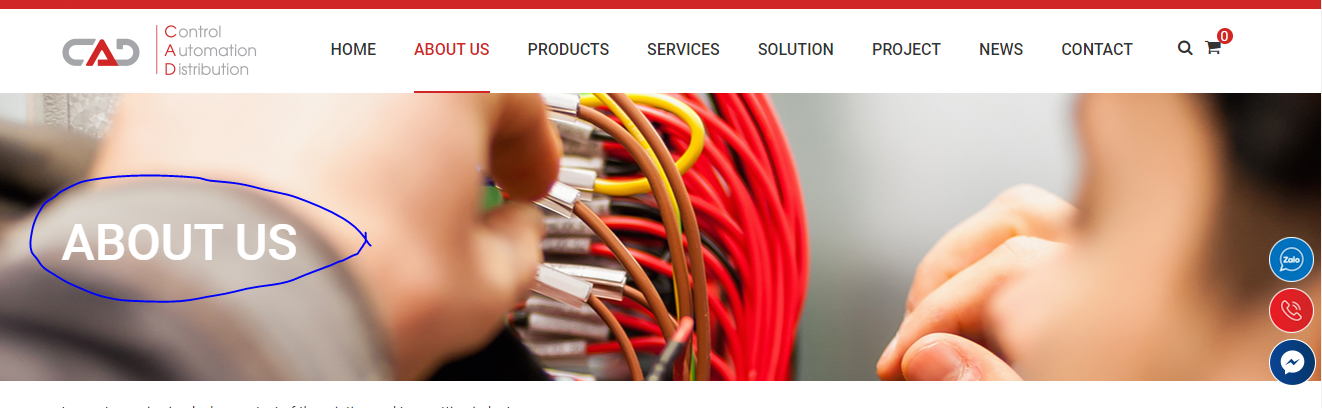 CAD
Control
Automation
Distribution
HOME ABOUT US PRODUCTS SERVICES SOLUTION PROJECT NEWS CONTACT 0
ABOUT US
Zalo